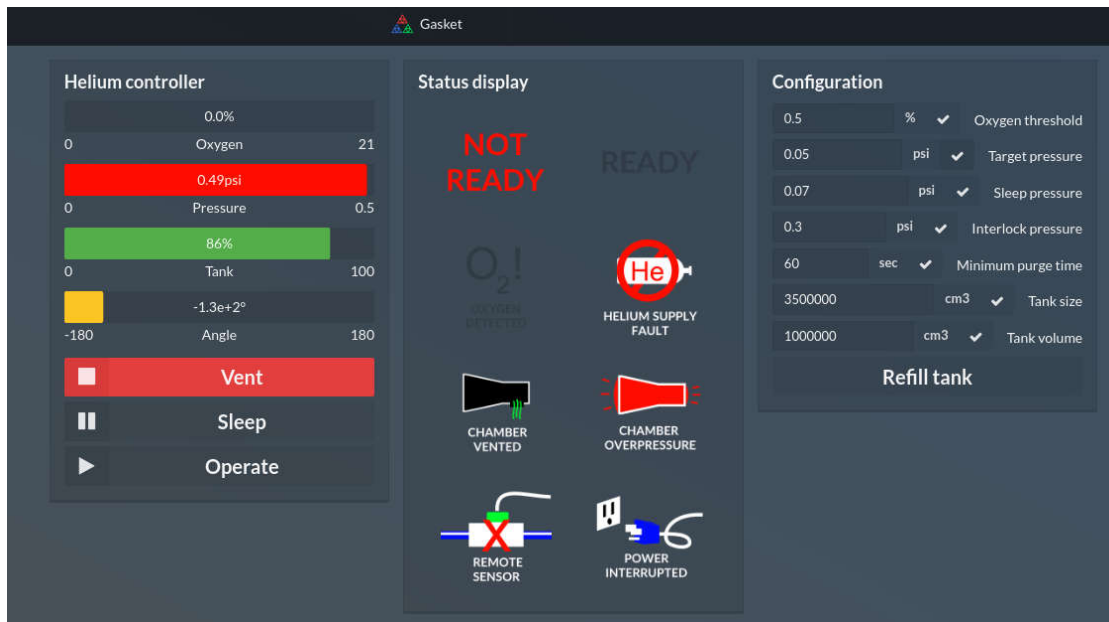 Gasket
Helium controller
0.0%
0 Oxygen 21
0.49psi
0 Pressure 0.5
86%
0 Tank 100
-1.3e+2°
-180 Angle 180
Vent
Sleep
Operate
Status display
NOT
READY
READY
O2!
OXYGEN
DETECTED
He
HELIUM SUPPLY
FAULT
CHAMBER
VENTED
CHAMBER
OVERPRESSURE
REMOTE
SENSOR
POWER
INTERRUPTED
Configuration
0.5 % Oxygen threshold
0.05 psi Target pressure
0.07 psi Sleep pressure
0.3 psi Interlock pressure
60 sec Minimum purge time
3500000 cm3 Tank size
1000000 cm3 Tank volume
Refill tank